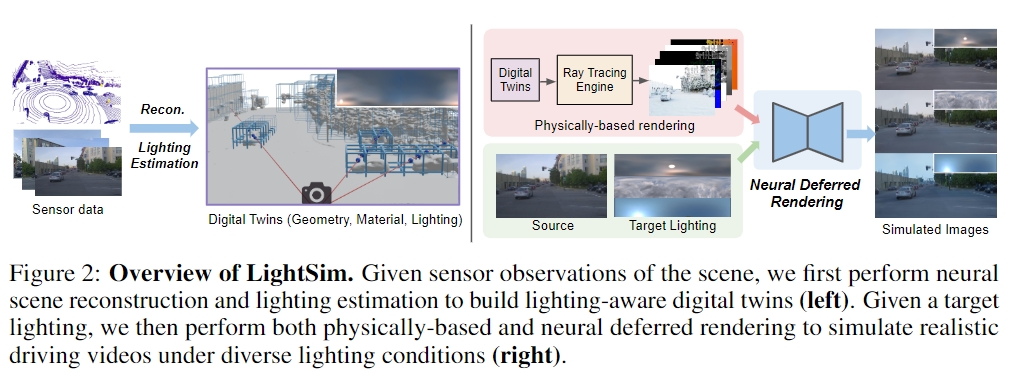 Recon.
Lighting
Estimation
Sensor data
Digital Twins (Geometry, Material, Lighting)
Digital
Twins
Ray Tracing
Engine
Physically-based rendering
Source
Target Lighting
Neural Deferred
Rendering
Simulated Images
Figure 2: Overview of LightSim. Given sensor observations of the scene, we first perform neural
scene reconstruction and lighting estimation to build lighting-aware digital twins (left). Given a target
lighting, we then perform both physically-based and neural deferred rendering to simulate realistic
driving videos under diverse lighting conditions (right).